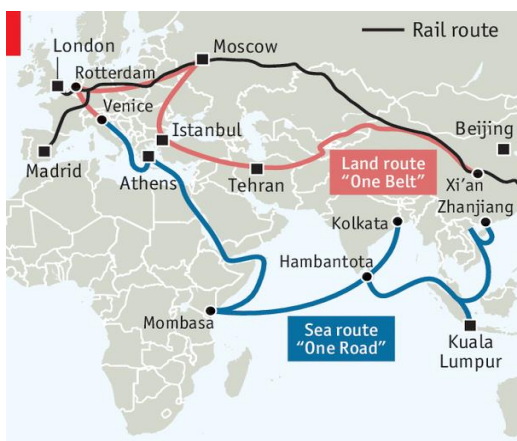 Rail route
London
Moscow
Rotterdam
Venice
Istanbul
Beijing
Madrid
Athens
Tehran
Land route
“One Belt”
Xi’an
Zhanjiang
Kolkata
Hambantota
Mombasa
Sea route
“One Road”
Kuala
Lumpur